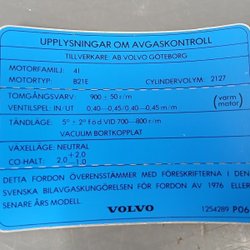 UPPLYSNINGAR OM AVGASKONTROLL
TILLVERKARE AB VOLVO GÖTEBORG
MOTORFAMILJ 4I
MOTORTYP B21E CYLINDERVOLYM 2127
TOMGÅNGSVARV 900 ± 50 r/m
VENTILSPEL: IN/UT 0,40—0,45/0,40—0,45 m/m (varm motor)
TÄNDLÄGE: 5° ± 2° f ö d VID 700—800 r/m
VACUUM BORTKOPPLAT
VÄXELLÄGE: NEUTRAL
CO HALT: 2.0 +2.0 -1.0
DETTA FORDON ÖVERENSSTÄMMER MED FÖRESKRIFTERNA I DEN
SVENSKA BILAVGASKUNGÖRELSEN FÖR FORDON AV 1976 ELLER
SENARE ÅRS MODELL.
VOLVO 1254289 P06